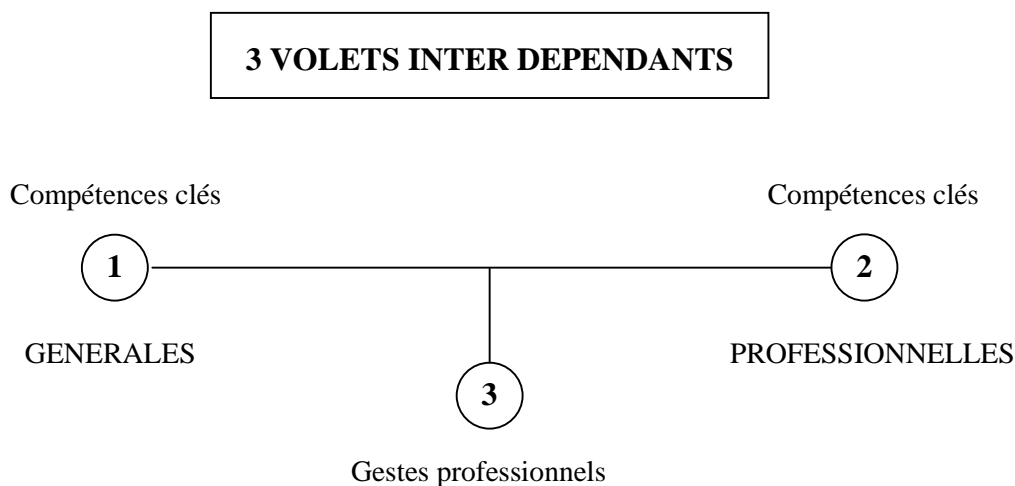 3 VOLETS INTER DEPENDANTS
Compétences clés
Compétences clés
1
2
GENERALES
PROFESSIONNELLES
3
Gestes professionnels